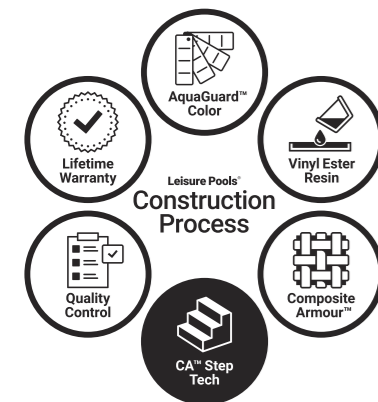 AquaGuard™
Color
Lifetime
Warranty
Vinyl Ester
Resin
Leisure Pools®
Construction
Process
Quality
Control
Composite
Armour™
CA™ Step
Tech